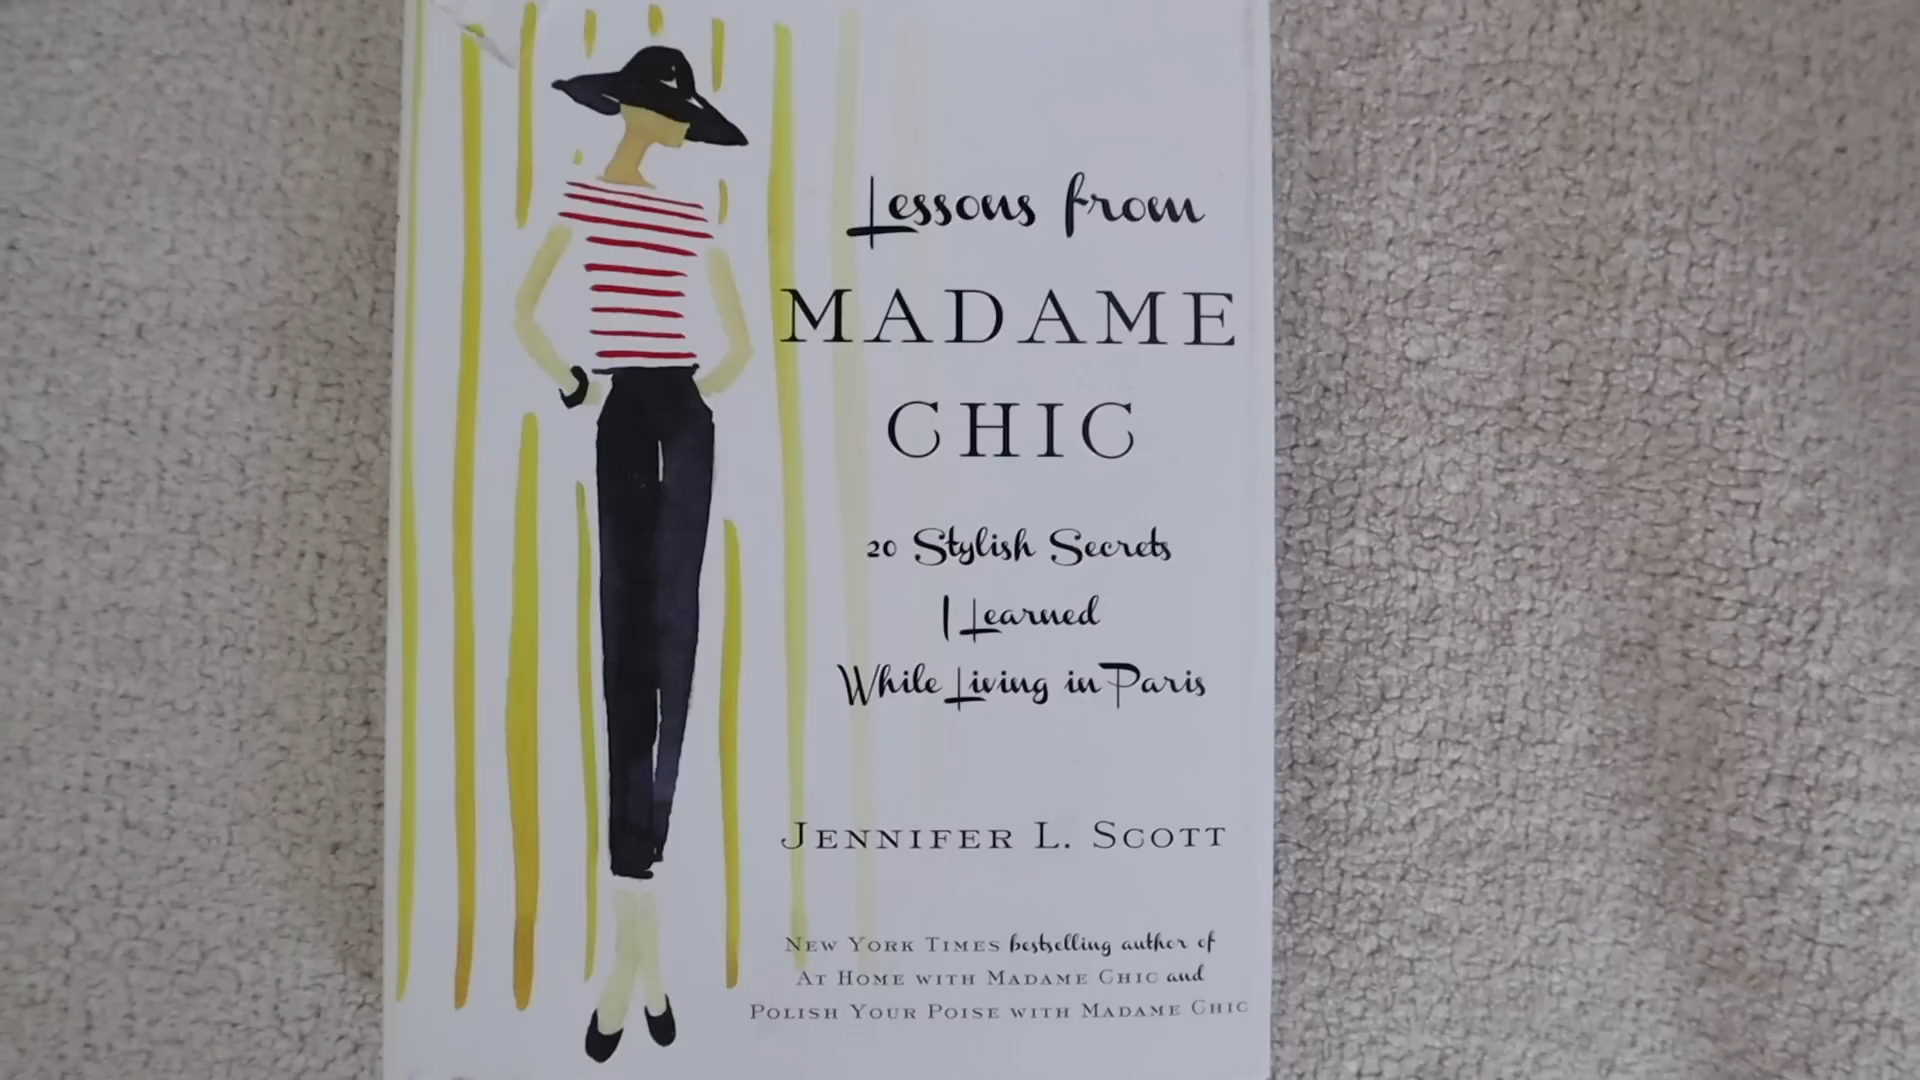 Lessons from
MADAME
CHIC
20 Stylish Secrets
I Learned
While Living in Paris
JENNIFER L. SCOTT
NEW YORK TIMES bestselling author of
AT HOME WITH MADAME CHIC and
POLISH YOUR POISE WITH MADAME CHIC